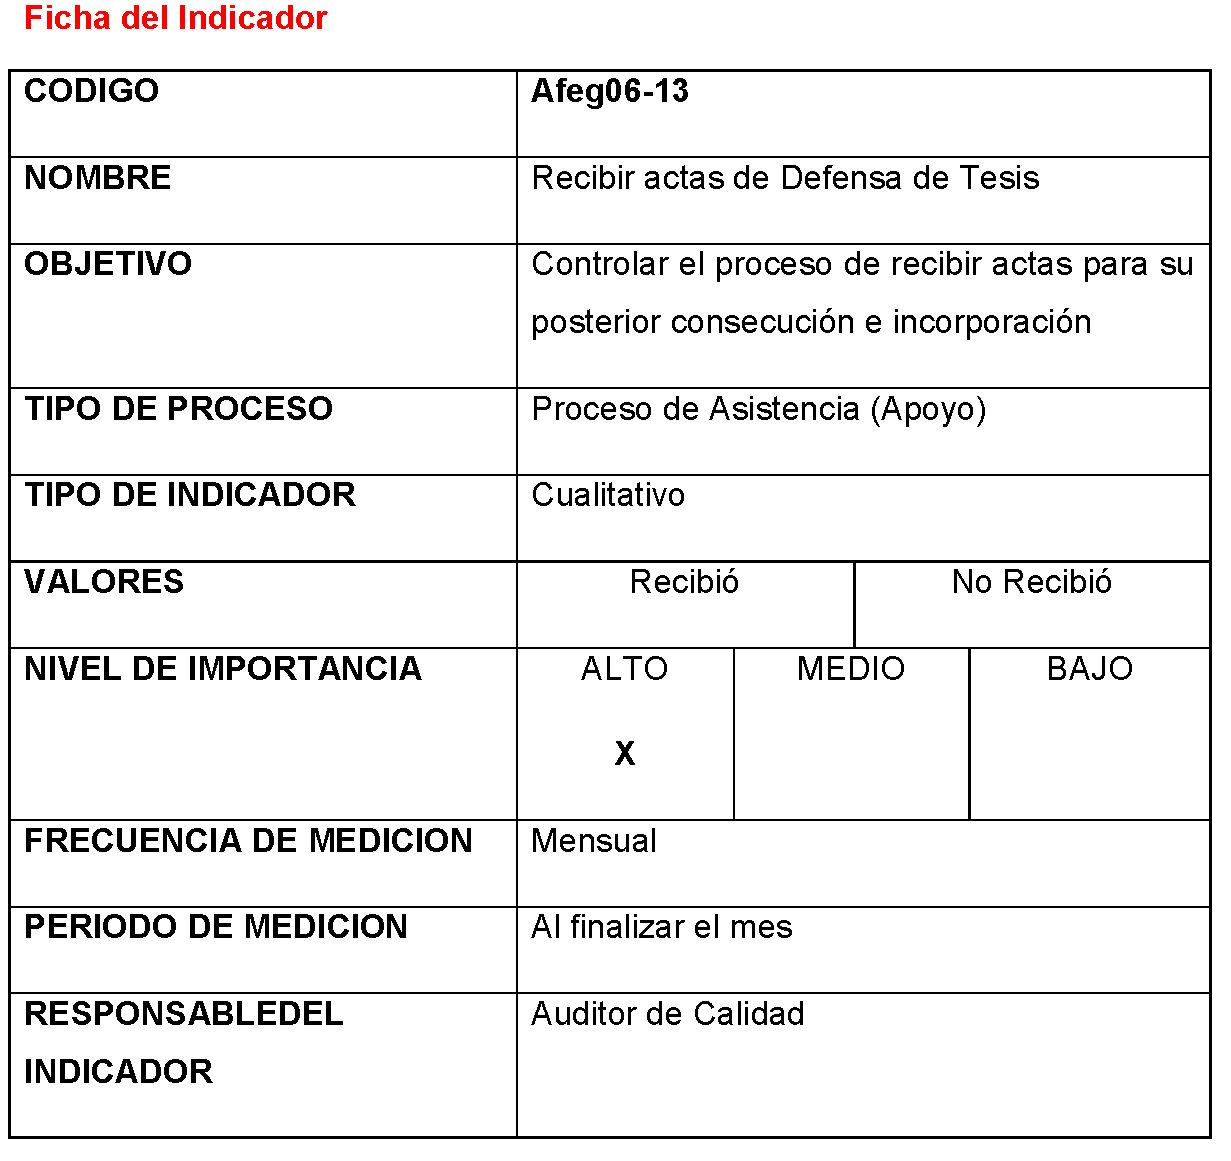 Ficha del Indicador
CODIGO Afeg06-13
NOMBRE Recibir actas de Defensa de Tesis
OBJETIVO Controlar el proceso de recibir actas para su
posterior consecución e incorporación
TIPO DE PROCESO Proceso de Asistencia (Apoyo)
TIPO DE INDICADOR Cualitativo
VALORES Recibió No Recibió
NIVEL DE IMPORTANCIA ALTO MEDIO BAJO
X
FRECUENCIA DE MEDICION Mensual
PERIODO DE MEDICION Al finalizar el mes
RESPONSABLEDEL Auditor de Calidad
INDICADOR